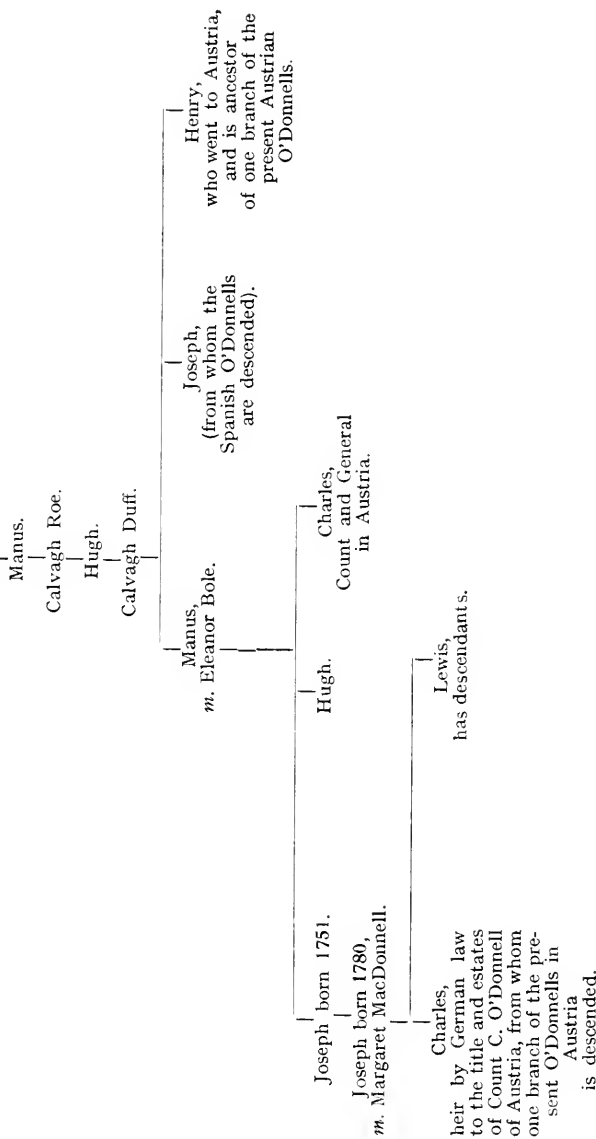 Manus.
Calvagh Roe.
Hugh.
Calvagh Duff.
Manus,
m. Eleanor Bole.
Joseph,
(from whom the
Spanish O'Donnells
are descended).
Henry,
who went to Austria,
and is ancestor
of one branch of the
present Austrian
O'Donnells.
Joseph born 1751.
Hugh.
Charles,
Count and General
in Austria.
Joseph born 1780,
m. Margaret MacDonnell.
Charles,
heir by German law
to the title and estates
of Count C. O'Donnell
of Austria, from whom
one branch of the pre-
sent O'Donnells in
Austria
is descended.
Lewis,
has descendants.